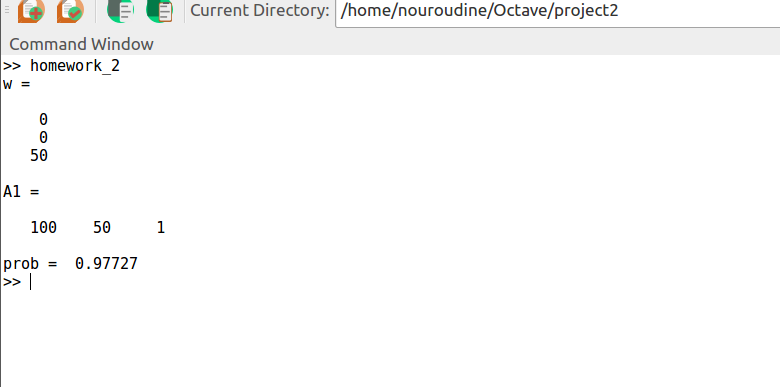 Current Directory: /home/nouroudine/Octave/project2
Command Window
>> homework_2
w =
0
0
50
A1 =
100 50 1
prob = 0.97727
>>